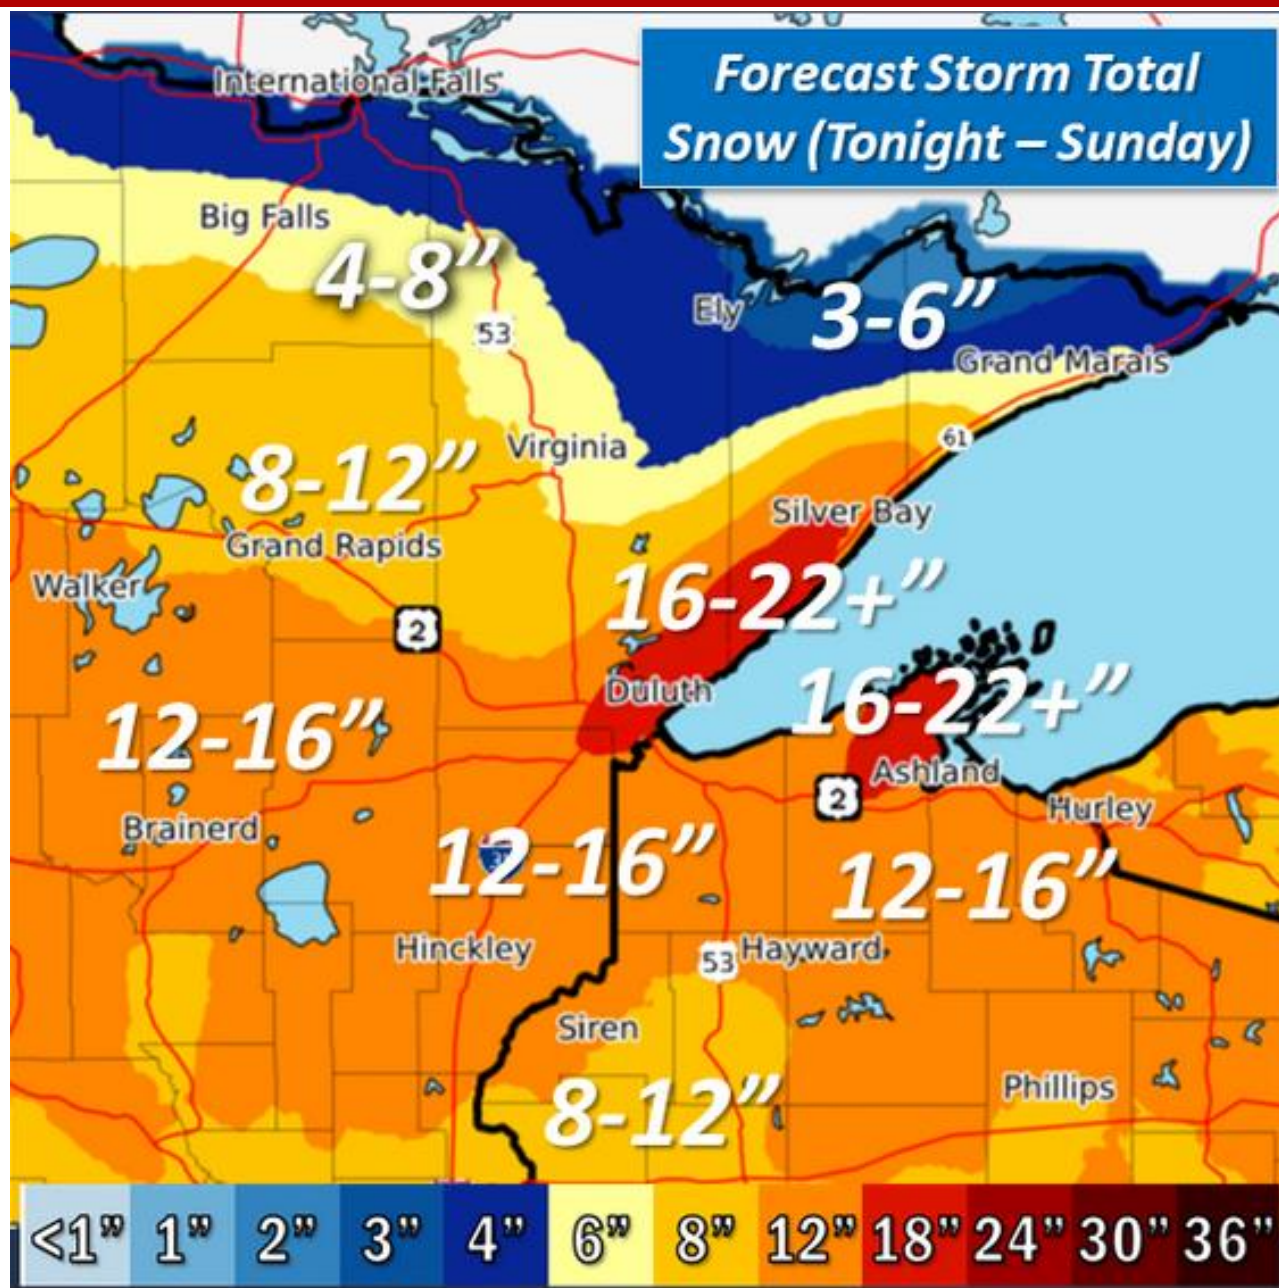 Forecast Storm Total
Snow (Tonight – Sunday)
International Falls
Big Falls
4-8”
53
Ely
3-6”
Grand Marais
61
Virginia
8-12”
Grand Rapids
Silver Bay
Walker
16-22+”
2
Duluth
16-22+”
12-16”
Ashland
2
Hurley
Brainerd
12-16”
35
12-16”
Hinckley
53
Hayward
Siren
8-12”
Phillips
<1” 1” 2” 3” 4” 6” 8” 12” 18” 24” 30” 36”